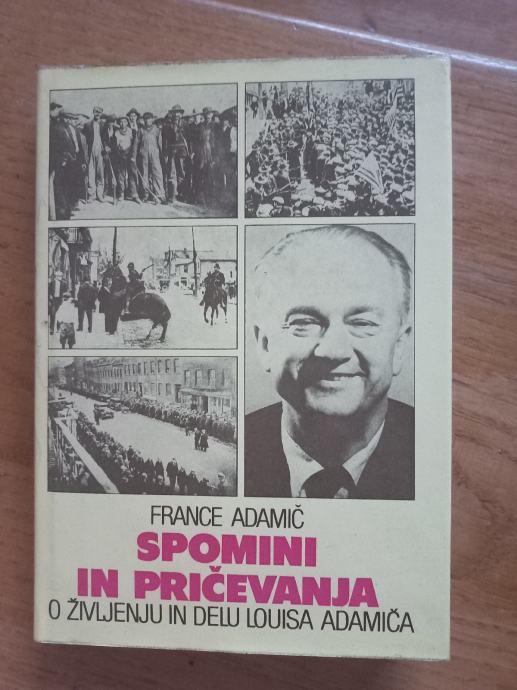 FRANCE ADAMIČ
SPOMINI
IN PRIČEVANJA
O ŽIVLJENJU IN DELU LOUISA ADAMIČA